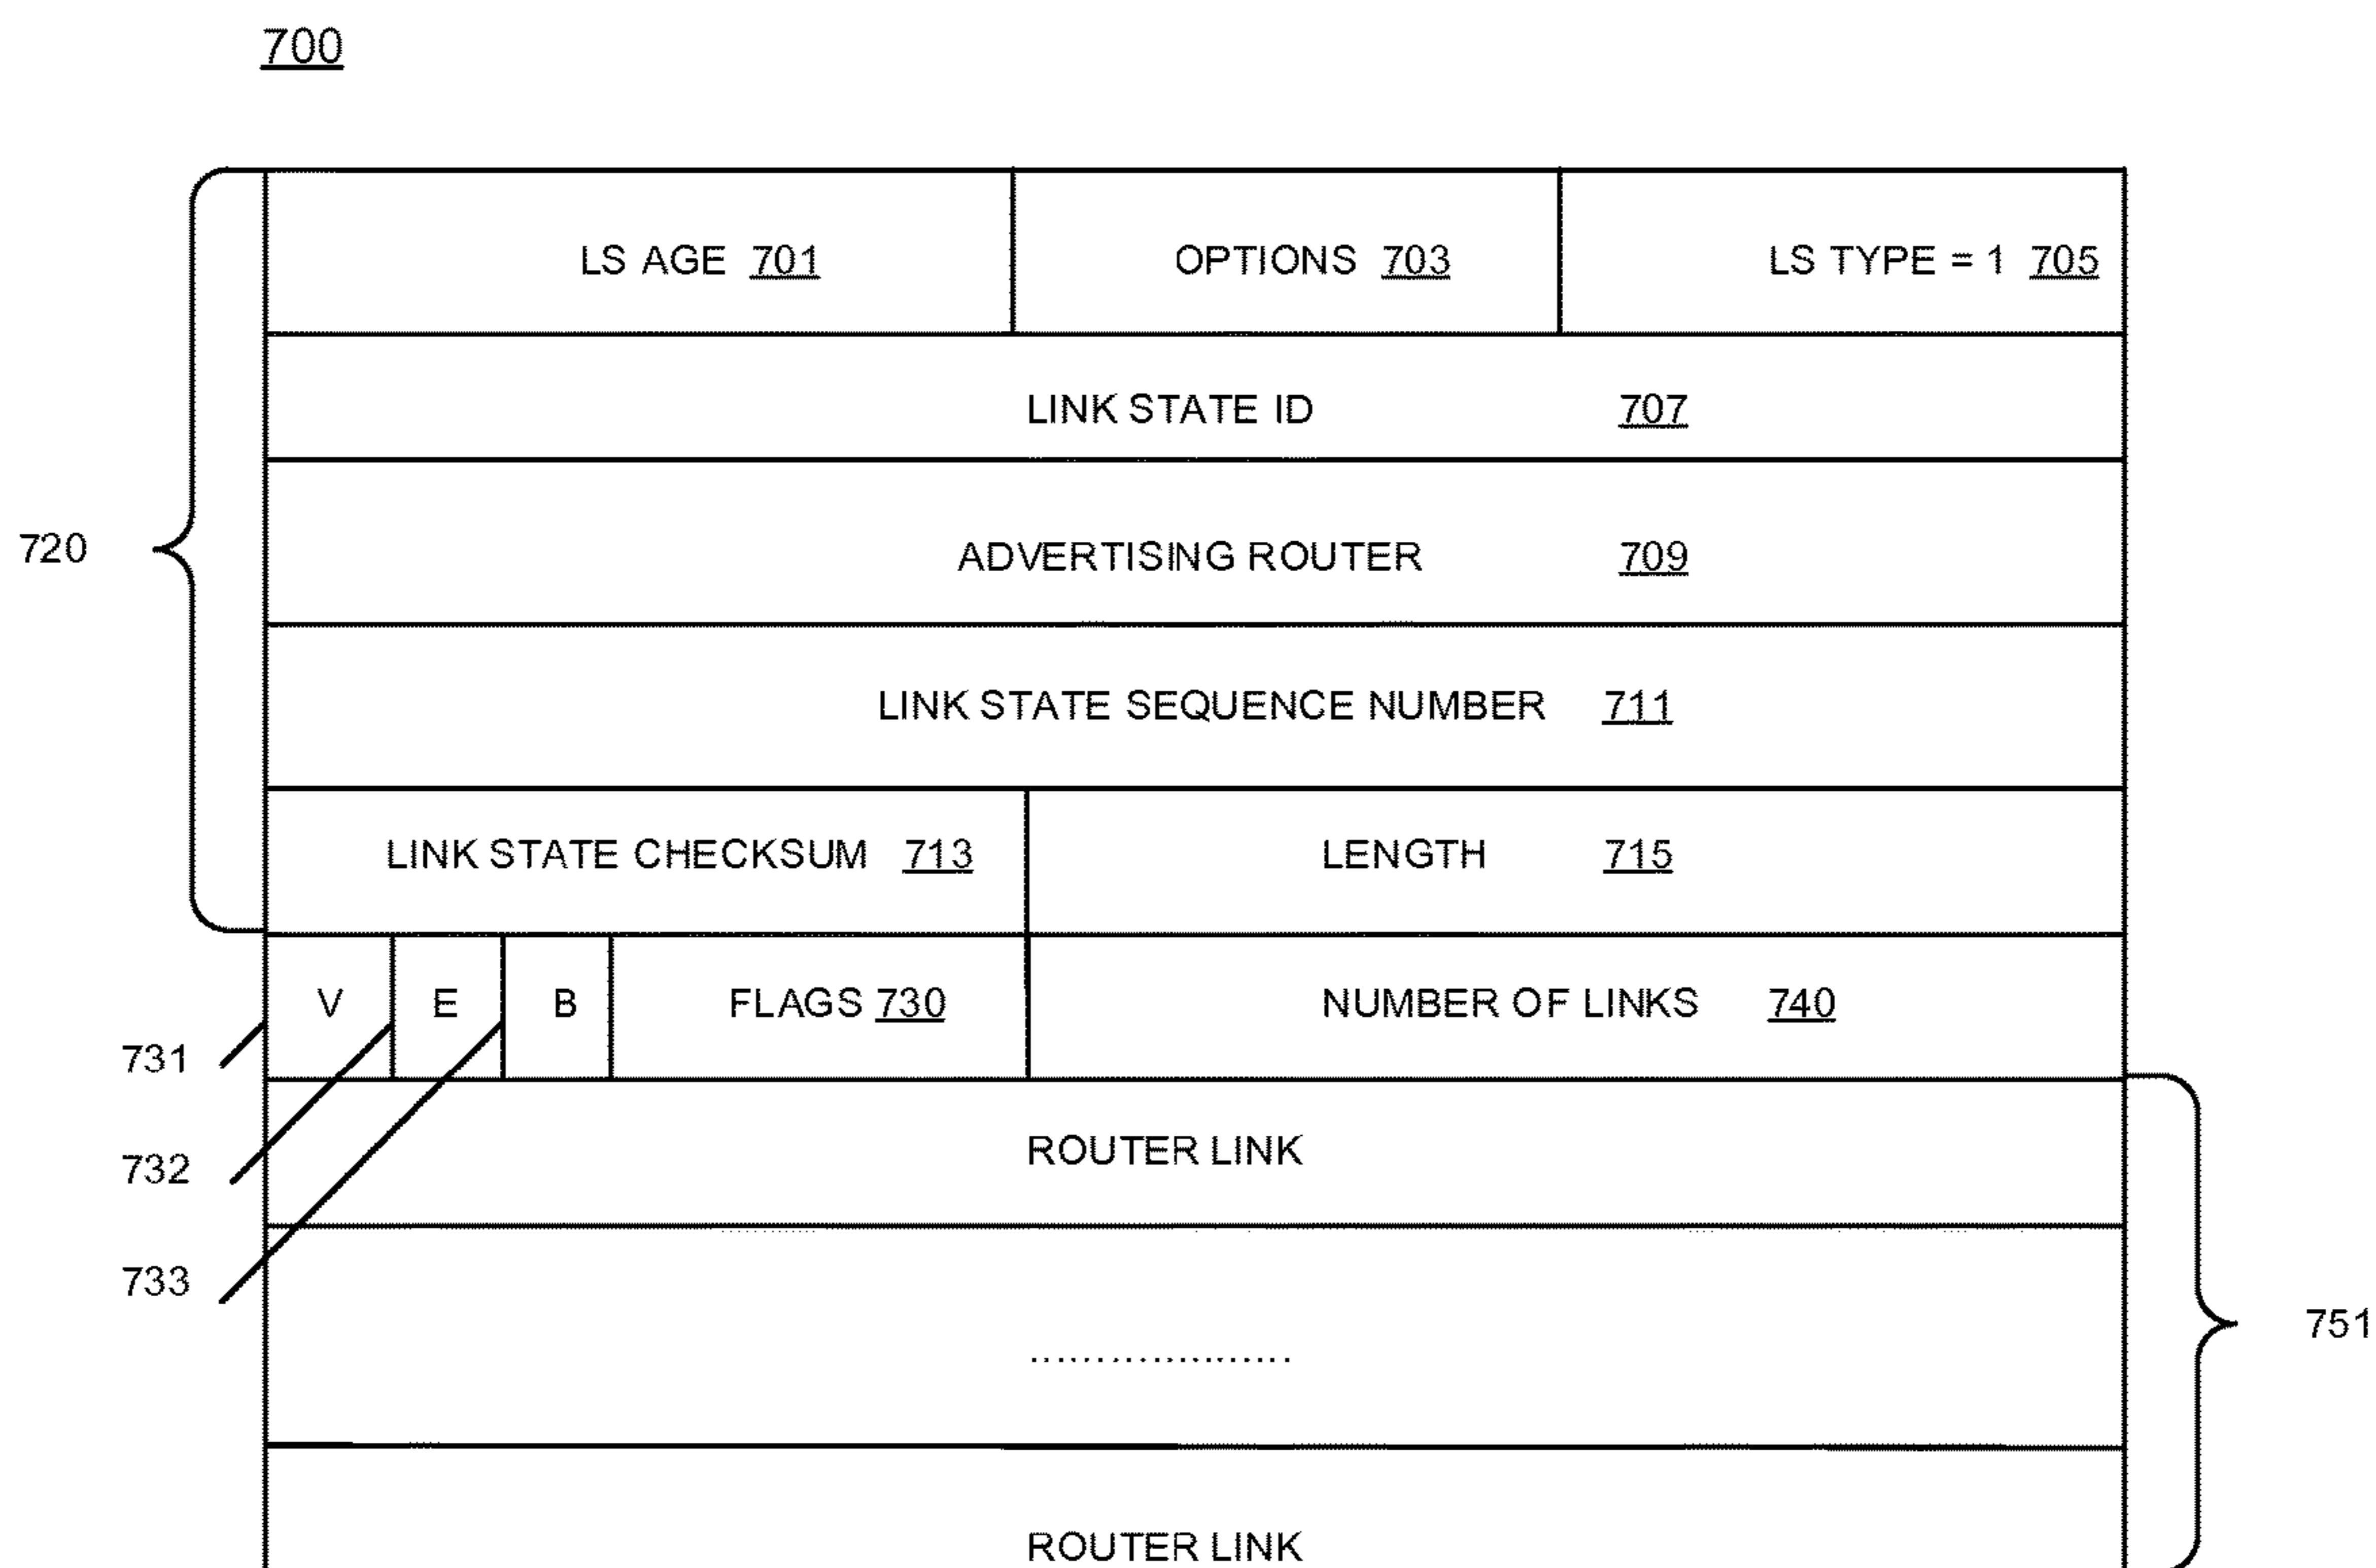 700
LS AGE 701 OPTIONS 703 LS TYPE = 1 705
LINK STATE ID 707
720
ADVERTISING ROUTER 709
LINK STATE SEQUENCE NUMBER 711
LINK STATE CHECKSUM 713 LENGTH 715
V E B FLAGS 730 NUMBER OF LINKS 740
731
ROUTER LINK
732
733
751
...................
ROUTER LINK